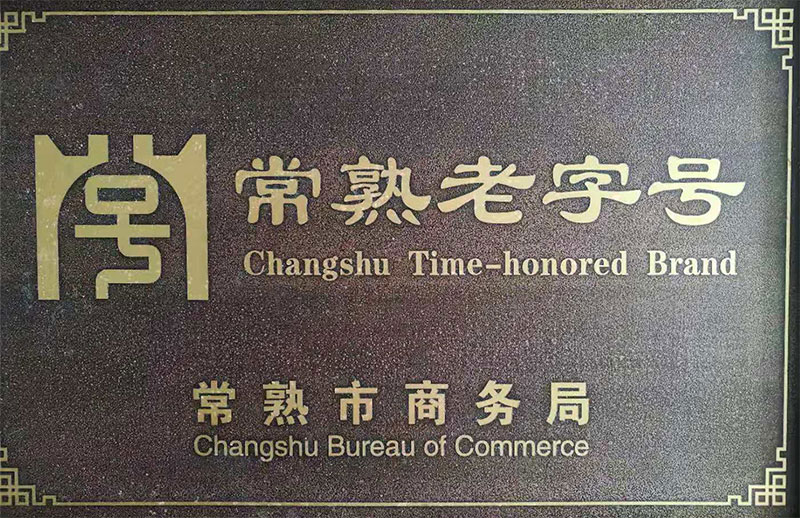 常熟老字号
Changshu Time-honored Brand
常熟市商务局
Changshu Bureau of Commerce